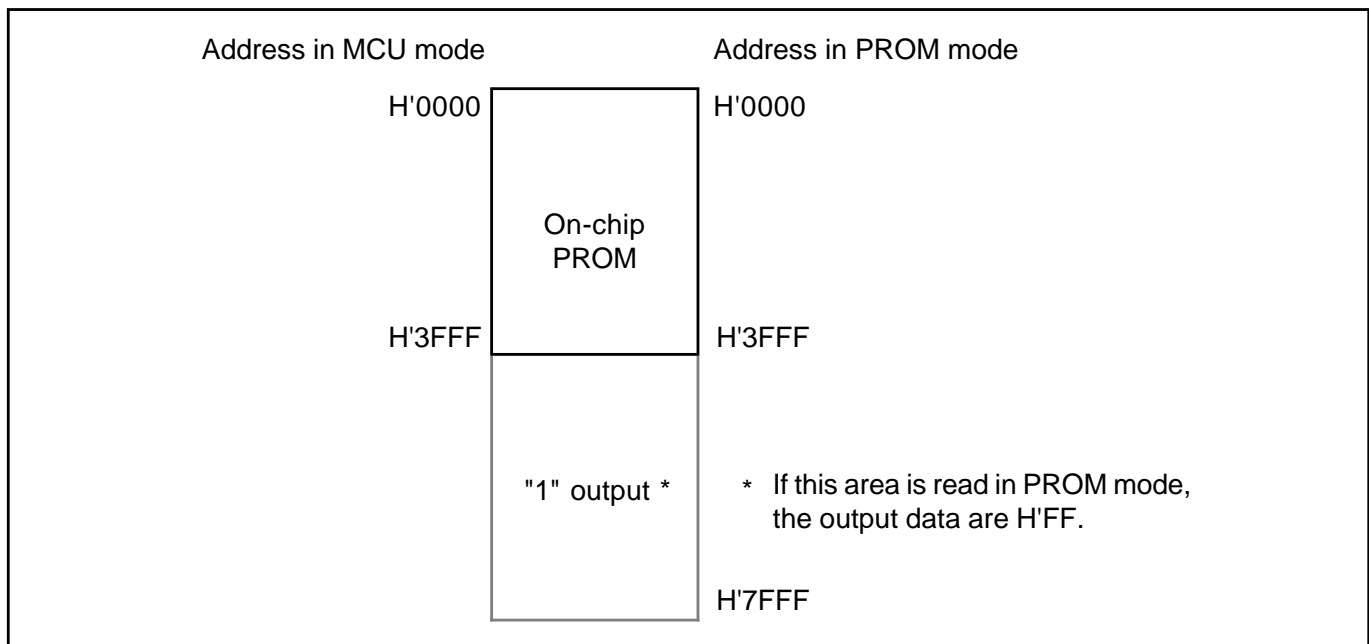 Address in MCU mode
Address in PROM mode
H'0000
H'0000
On-chip
PROM
H'3FFF
H'3FFF
"1" output *
* If this area is read in PROM mode,
the output data are H'FF.
H'7FFF